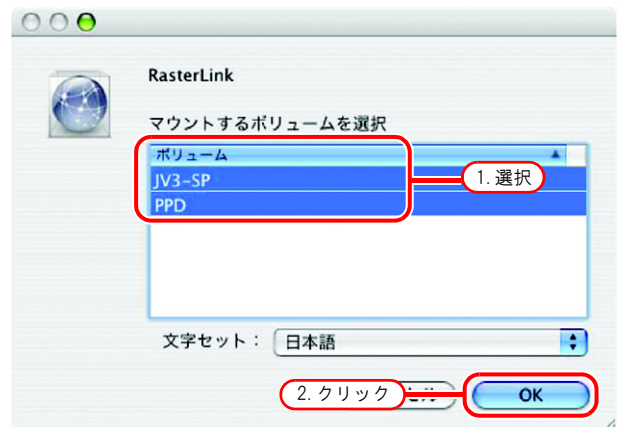 RasterLink
マウントするボリュームを選択
ボリューム
JV3-SP
1. 選択
PPD
文字セット： 日本語
2. クリック
OK